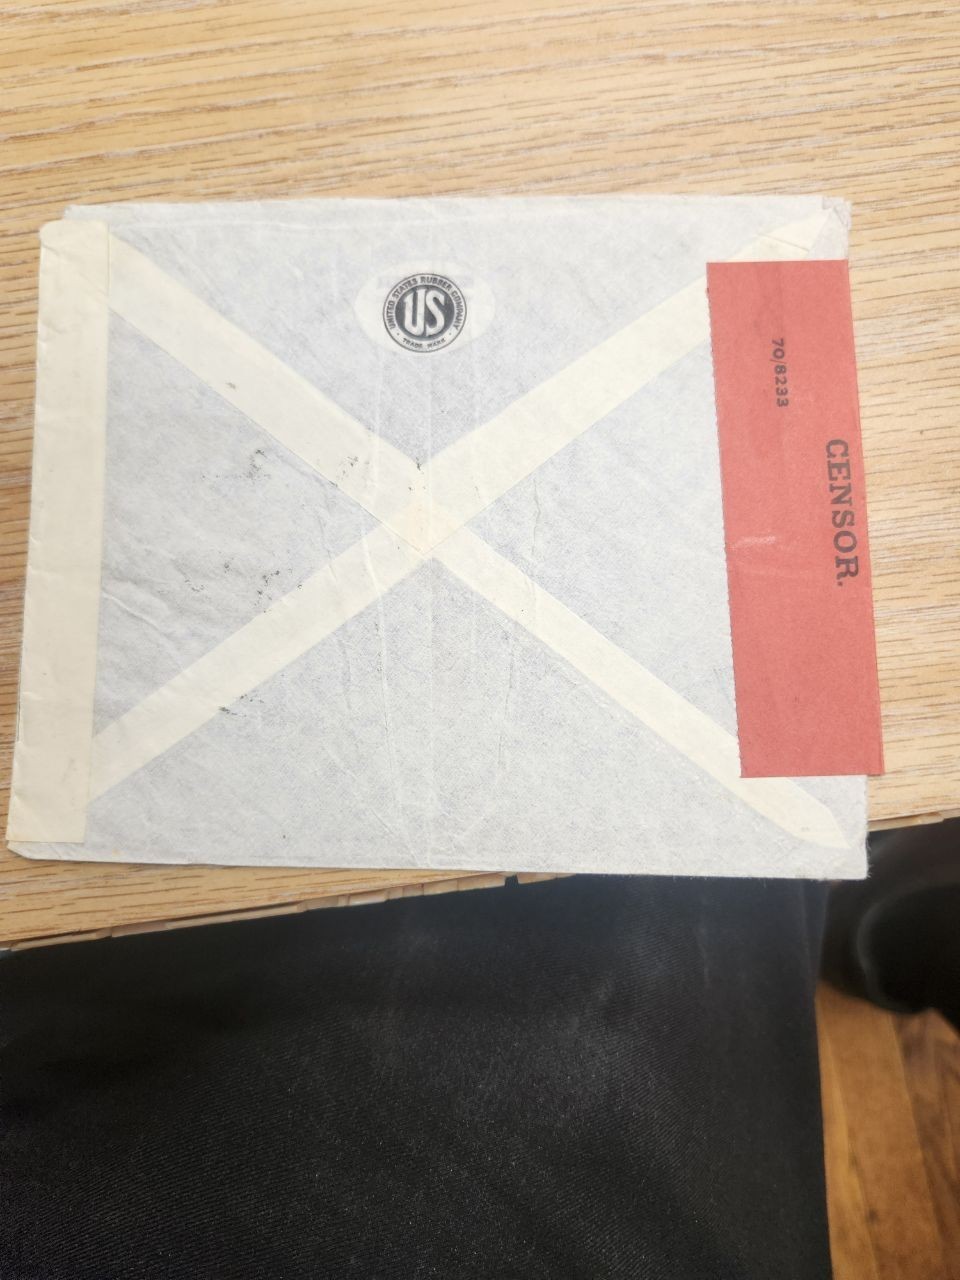 UNITED STATES RUBBER COMPANY
US
· TRADE MARK ·
70/8233
CENSOR.